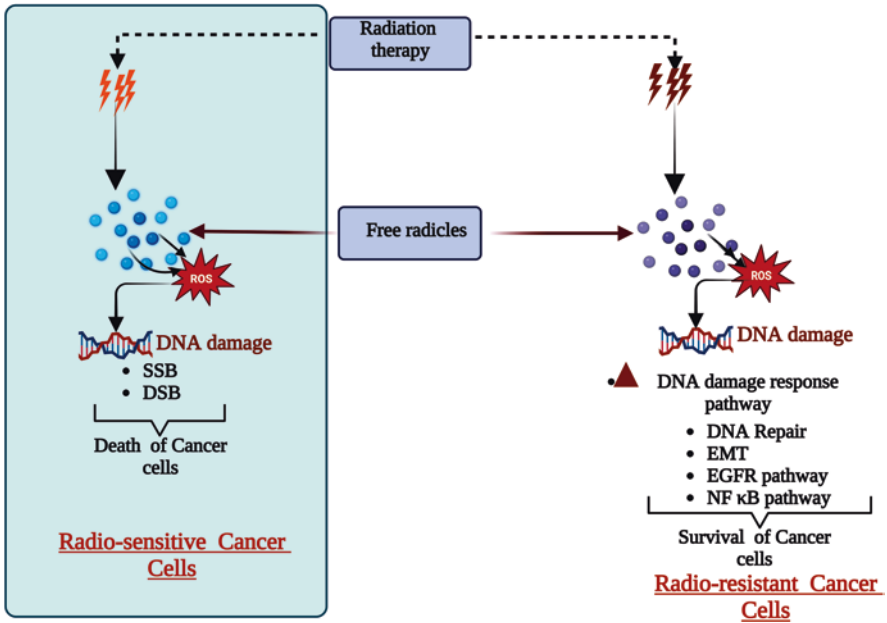 Radiation
therapy
Free radicles
ROS
DNA damage
• SSB
• DSB
Death of Cancer
cells
Radio-sensitive Cancer
Cells
ROS
DNA damage
• DNA damage response
pathway
• DNA Repair
• EMT
• EGFR pathway
• NF κB pathway
Survival of Cancer
cells
Radio-resistant Cancer
Cells